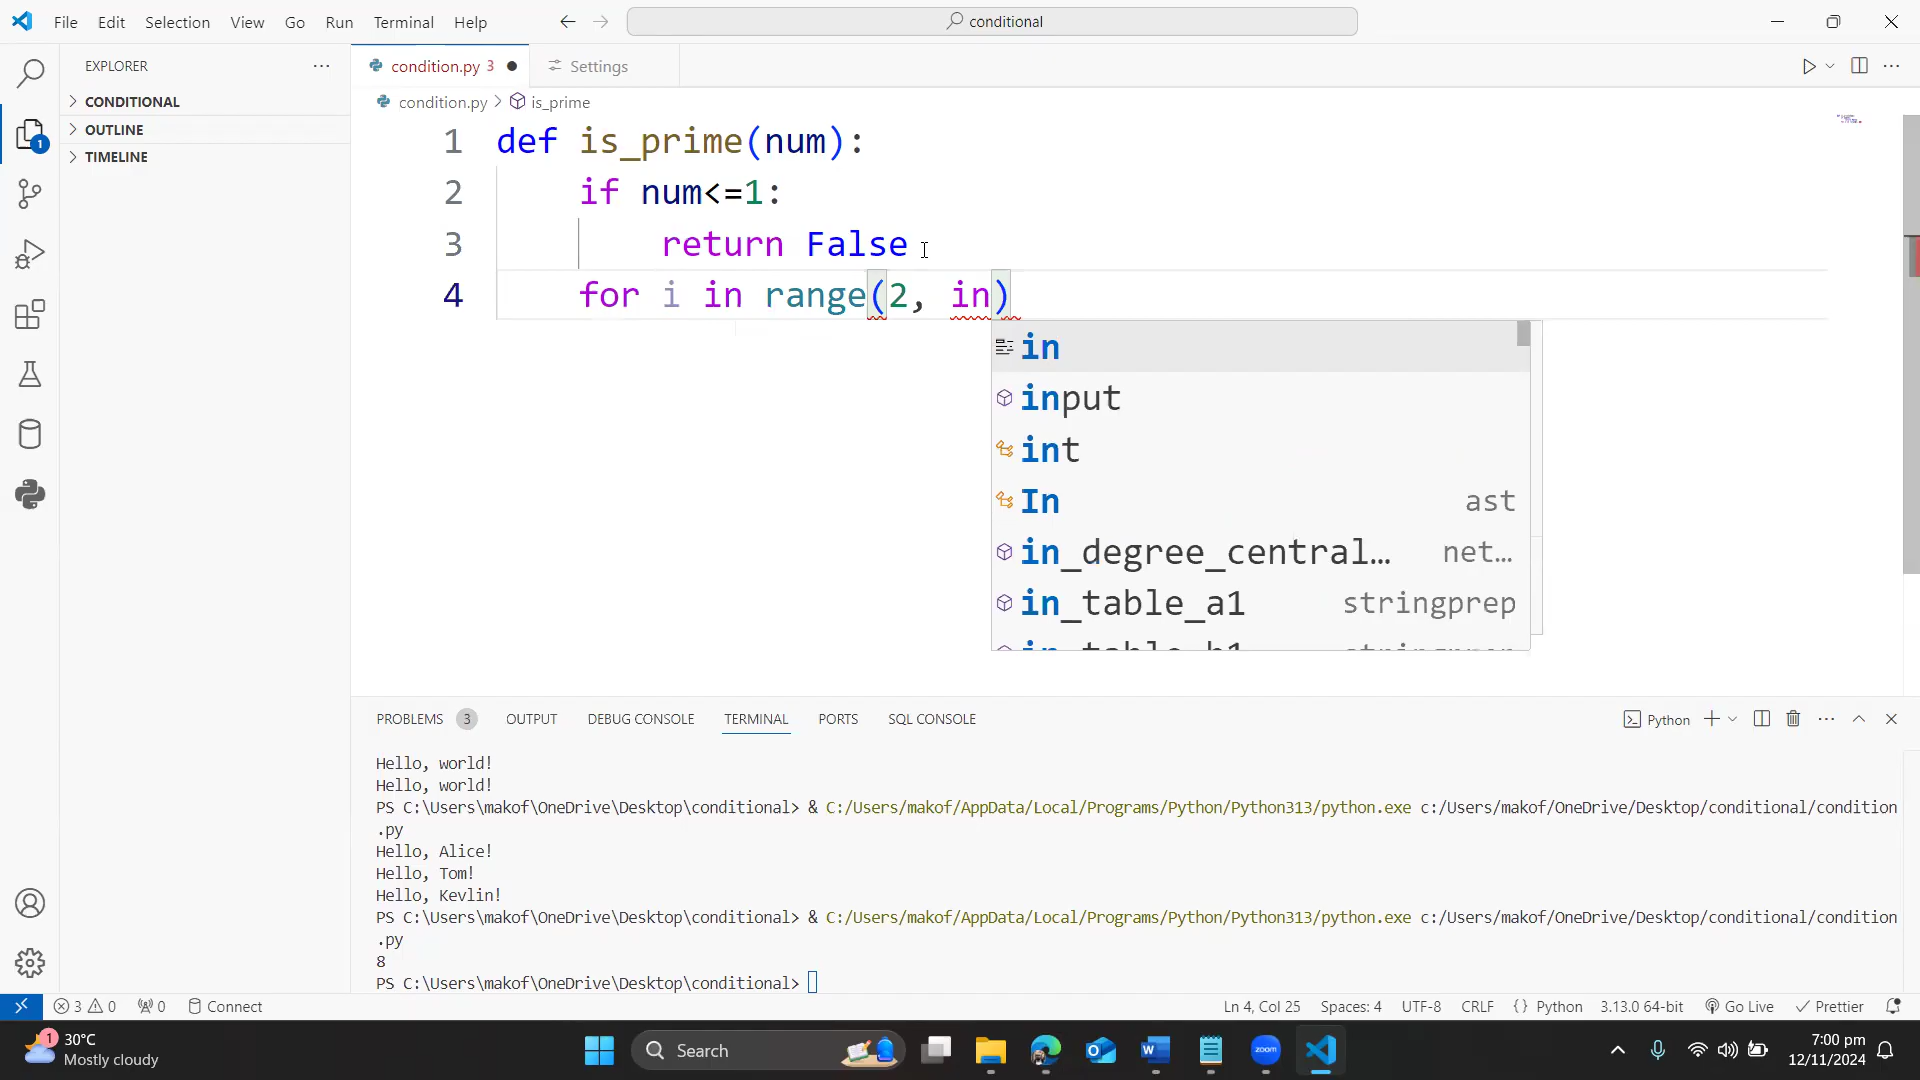 File Edit Selection View Go Run Terminal Help
conditional
EXPLORER
CONDITIONAL
OUTLINE
TIMELINE
1
condition.py 3
Settings
condition.py > is_prime
1 def is_prime(num):
2 if num<=1:
3 return False
4 for i in range(2, in)
in
input
int
In ast
in_degree_central… net…
in_table_a1 stringprep
in_table_b1 stringprep
PROBLEMS 3 OUTPUT DEBUG CONSOLE TERMINAL PORTS SQL CONSOLE
Python
Hello, world!
Hello, world!
PS C:\Users\makof\OneDrive\Desktop\conditional> & C:/Users/makof/AppData/Local/Programs/Python/Python313/python.exe c:/Users/makof/OneDrive/Desktop/conditional/condition
.py
Hello, Alice!
Hello, Tom!
Hello, Kevlin!
PS C:\Users\makof\OneDrive\Desktop\conditional> & C:/Users/makof/AppData/Local/Programs/Python/Python313/python.exe c:/Users/makof/OneDrive/Desktop/conditional/condition
.py
8
PS C:\Users\makof\OneDrive\Desktop\conditional>
3 0 0 Connect
Ln 4, Col 25 Spaces: 4 UTF-8 CRLF {} Python 3.13.0 64-bit Go Live Prettier
1
30°C
Mostly cloudy
Search
zoom
7:00 pm
12/11/2024